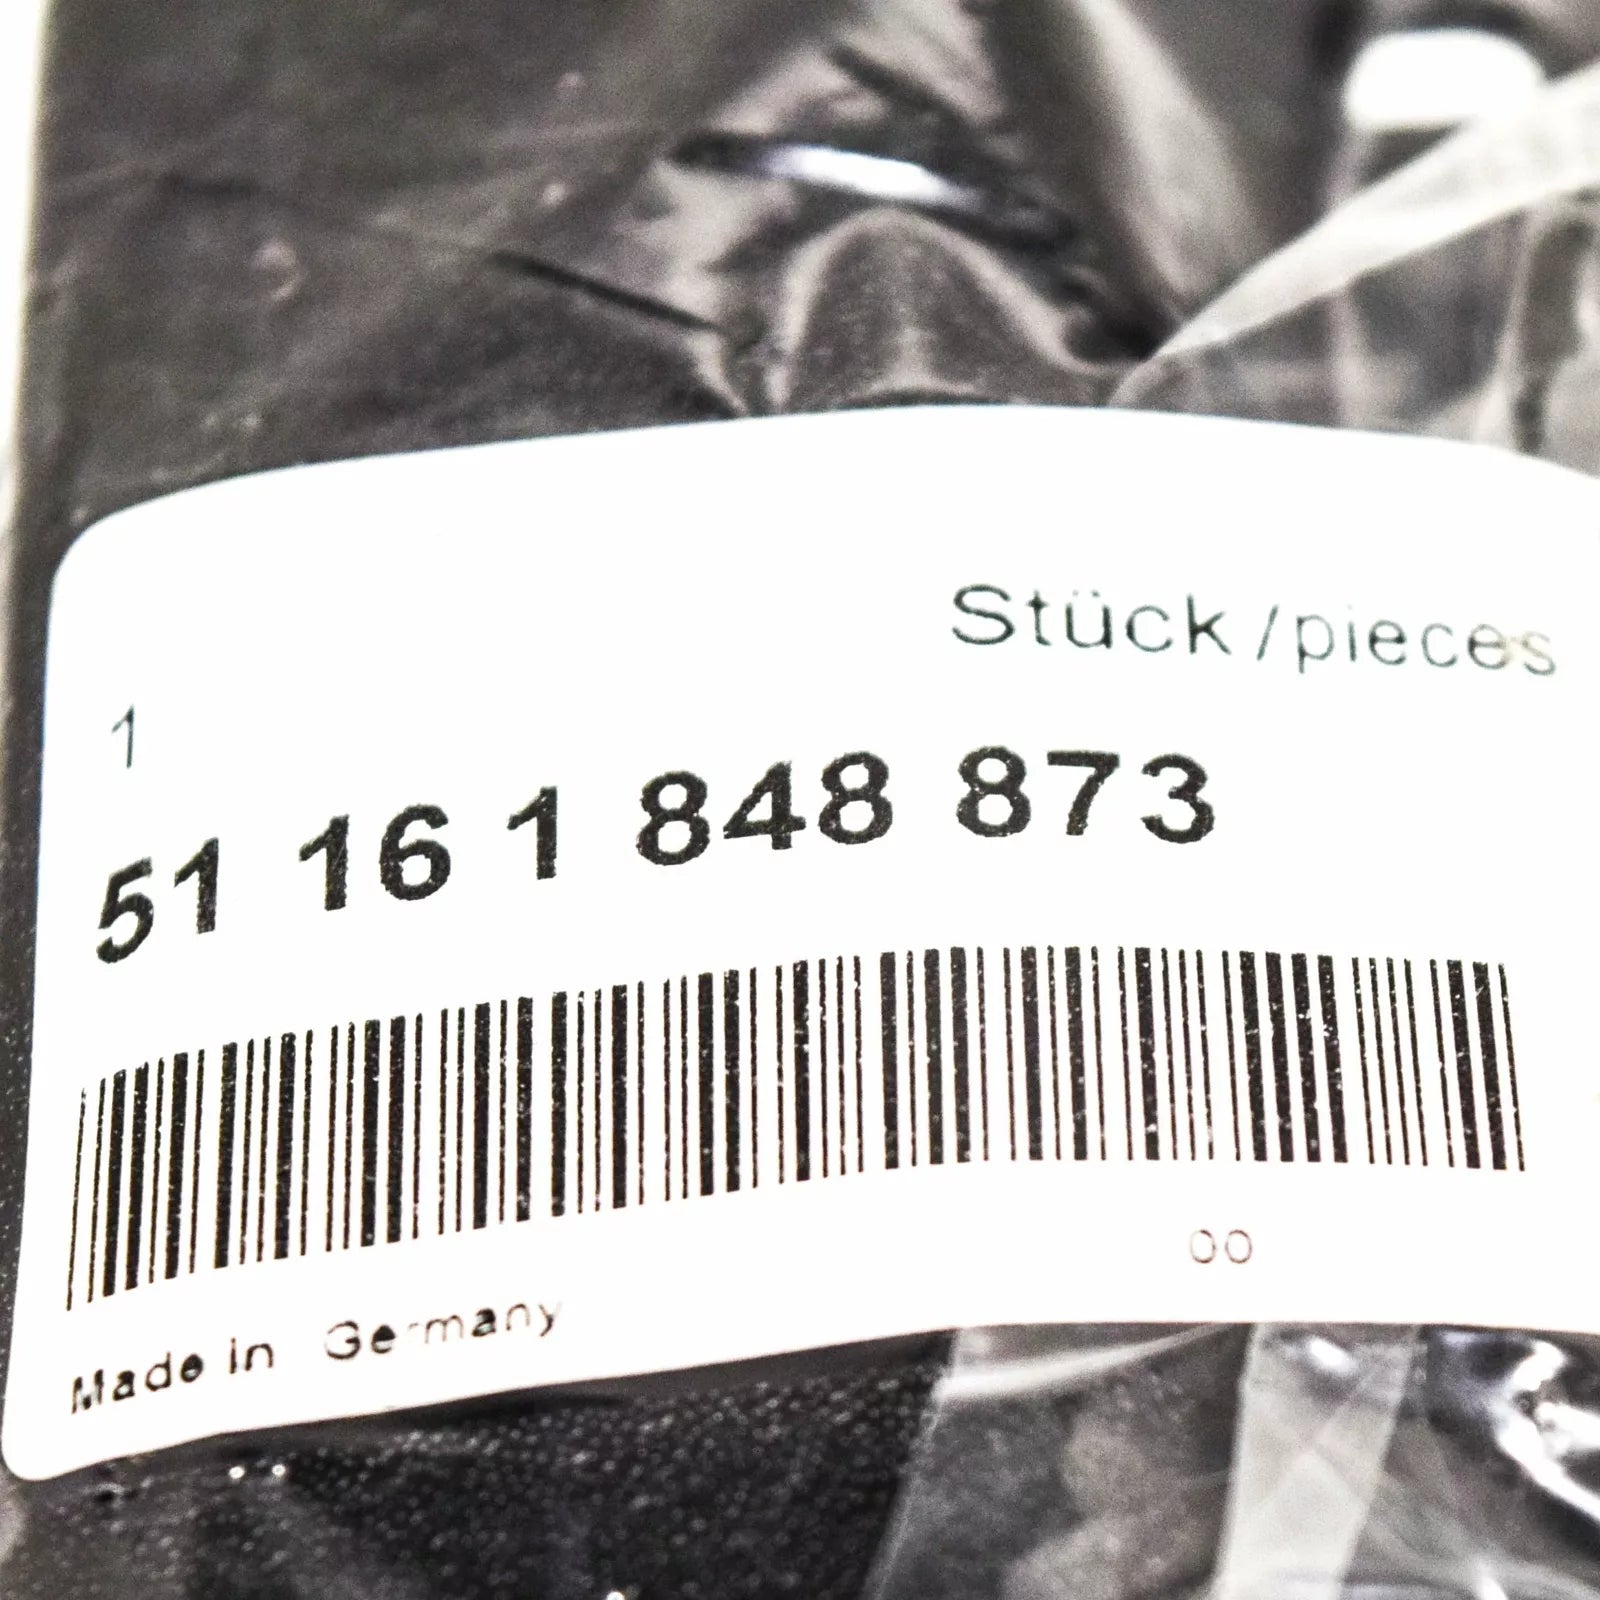 Stück/pieces
1
51 16 1 848 873
00
Made in Germany